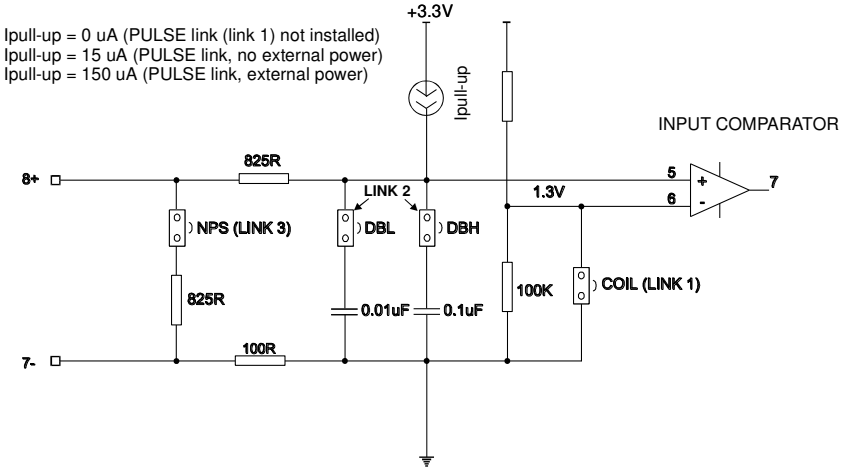 +3.3V
Ipull-up = 0 uA (PULSE link (link 1) not installed)
Ipull-up = 15 uA (PULSE link, no external power)
Ipull-up = 150 uA (PULSE link, external power)
Ipull-up
INPUT COMPARATOR
8+
825R
LINK 2
1.3V
5
+
7
6
-
NPS (LINK 3)
DBL
DBH
825R
0.01uF
0.1uF
100K
COIL (LINK 1)
7-
100R